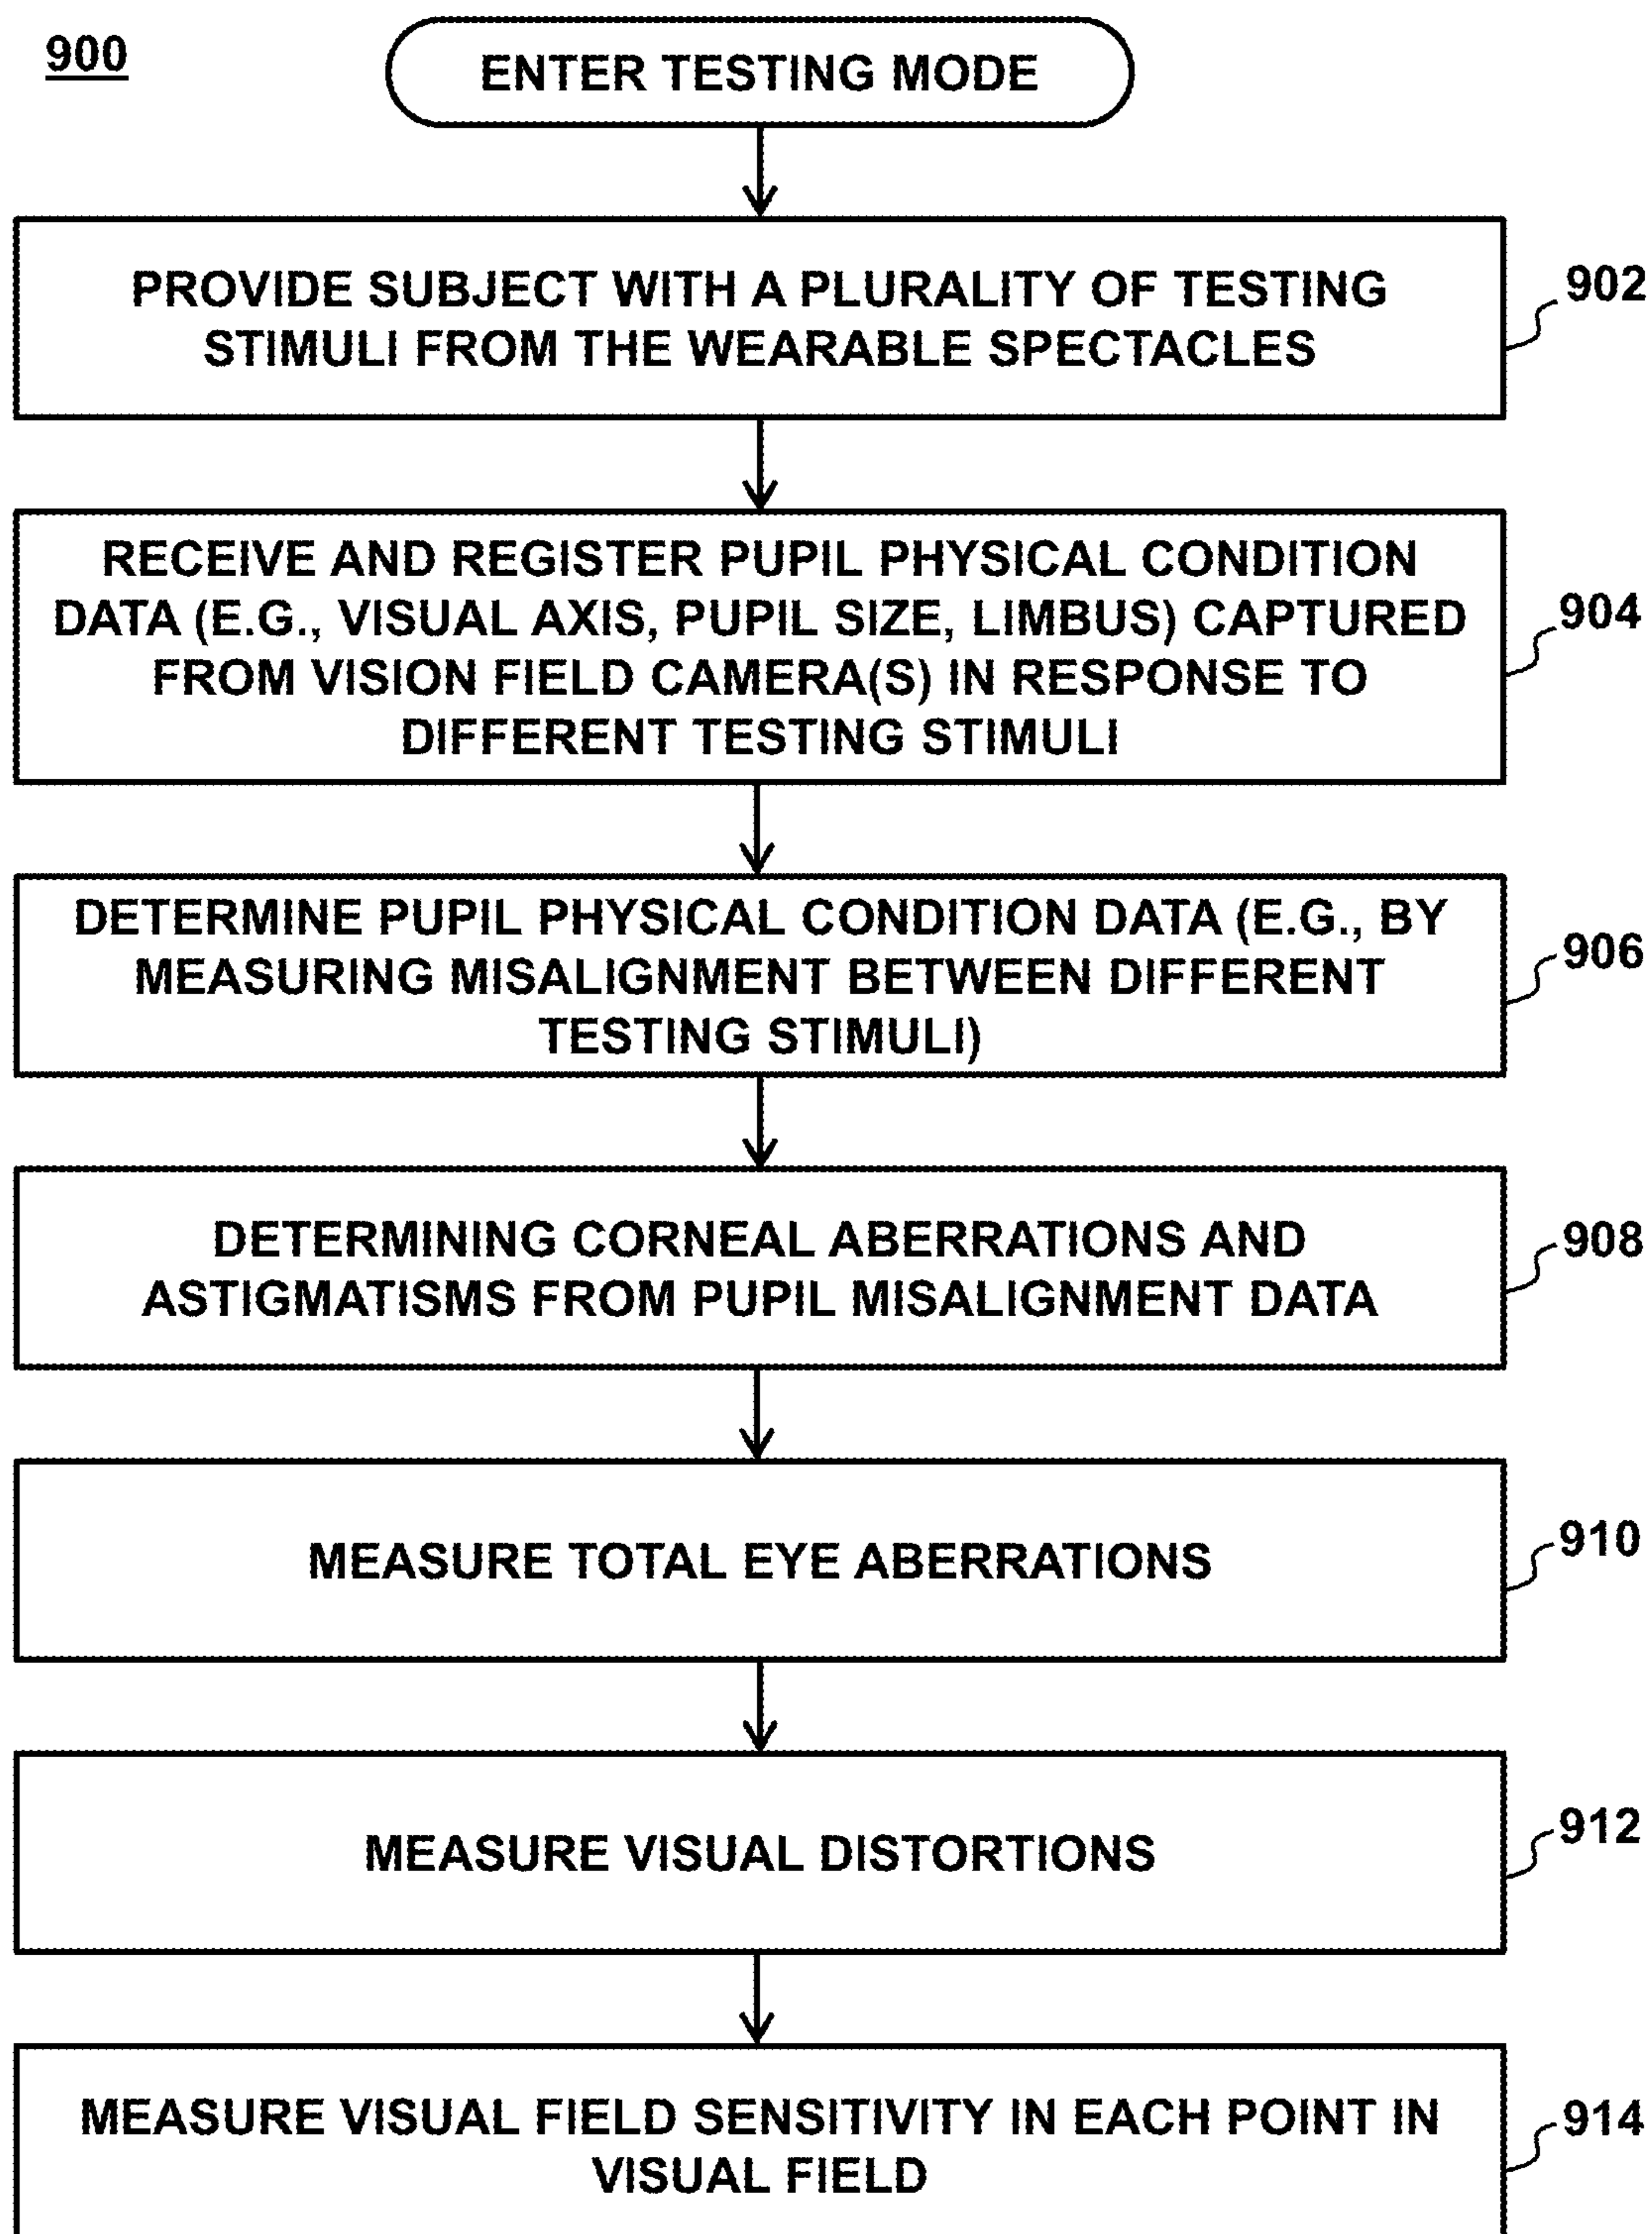 900
ENTER TESTING MODE
PROVIDE SUBJECT WITH A PLURALITY OF TESTING
STIMULI FROM THE WEARABLE SPECTACLES
902
RECEIVE AND REGISTER PUPIL PHYSICAL CONDITION
DATA (E.G., VISUAL AXIS, PUPIL SIZE, LIMBUS) CAPTURED
FROM VISION FIELD CAMERA(S) IN RESPONSE TO
DIFFERENT TESTING STIMULI
904
DETERMINE PUPIL PHYSICAL CONDITION DATA (E.G., BY
MEASURING MISALIGNMENT BETWEEN DIFFERENT
TESTING STIMULI)
906
DETERMINING CORNEAL ABERRATIONS AND
ASTIGMATISMS FROM PUPIL MISALIGNMENT DATA
908
MEASURE TOTAL EYE ABERRATIONS
910
MEASURE VISUAL DISTORTIONS
912
MEASURE VISUAL FIELD SENSITIVITY IN EACH POINT IN
VISUAL FIELD
914